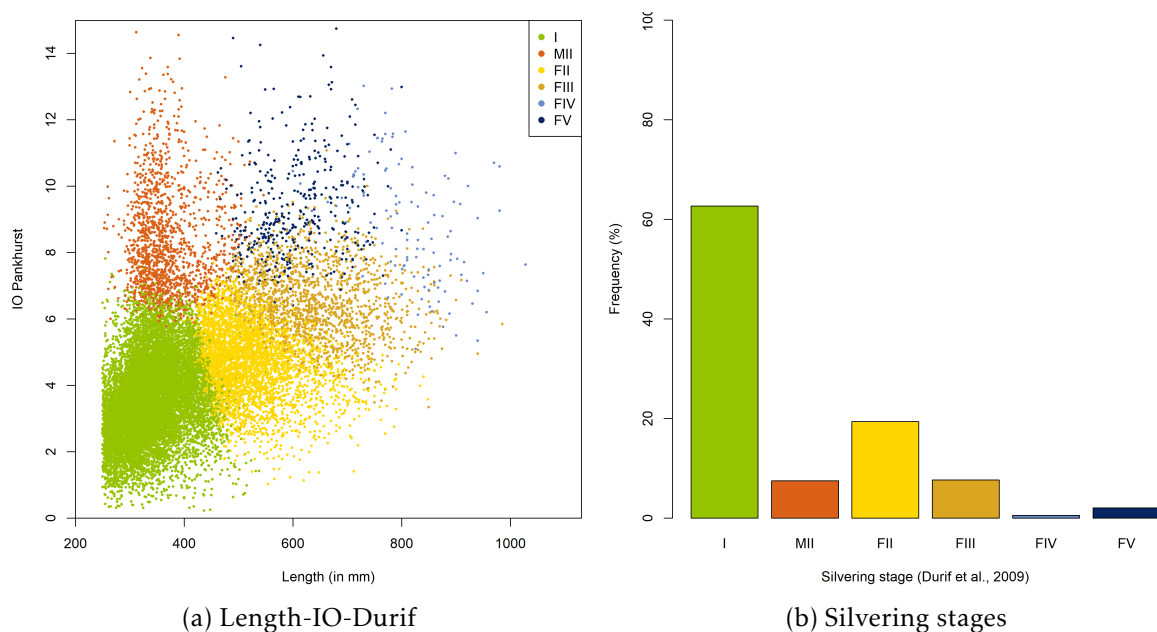 I
MII
FII
FIII
FIV
FV
14
12
10
8
6
4
2
0
IO Pankhurst
200 400 600 800 1000
Length (in mm)
(a) Length-IO-Durif
100
80
60
40
20
0
Frequency (%)
I MII FII FIII FIV FV
Silvering stage (Durif et al., 2009)
(b) Silvering stages